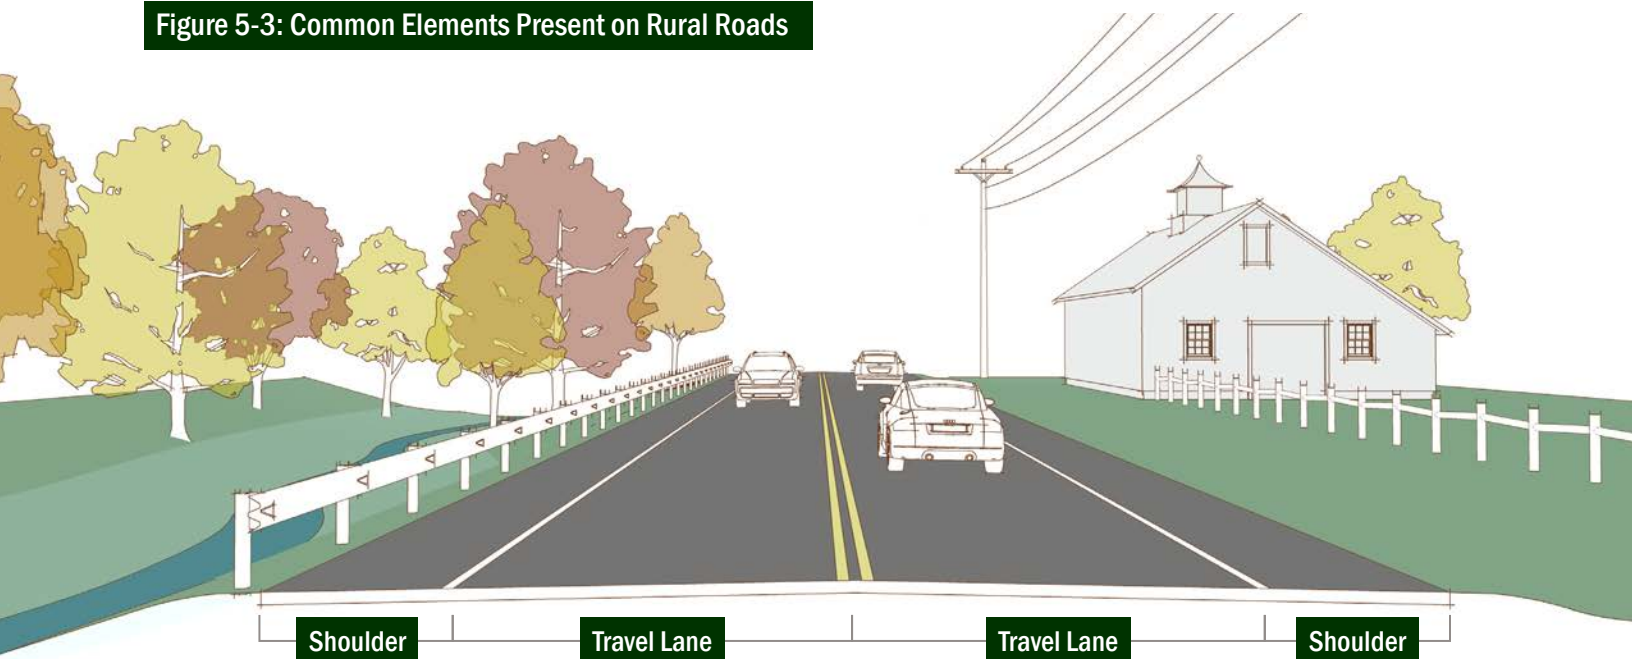 Figure 5-3: Common Elements Present on Rural Roads
Shoulder
Travel Lane
Travel Lane
Shoulder